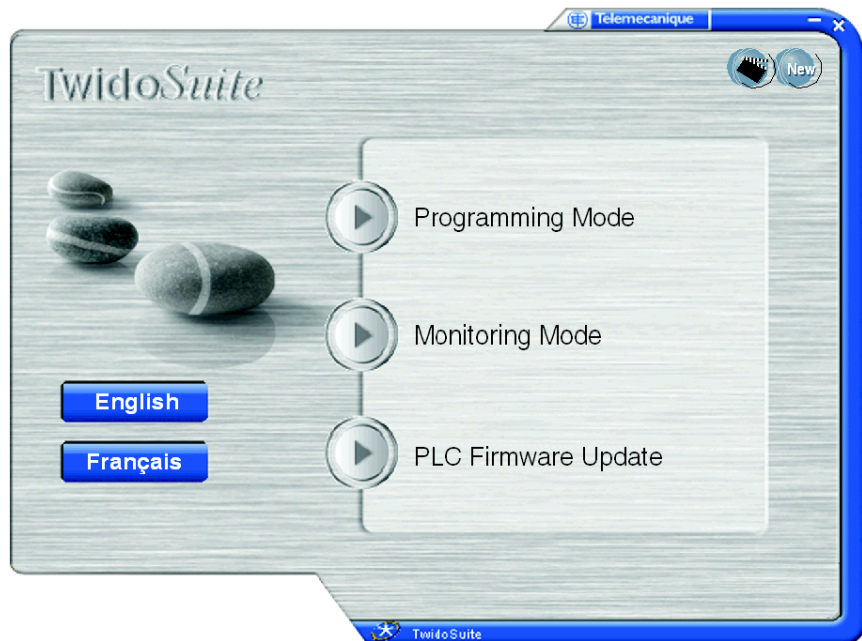 Telemecanique
TwidoSuite
New
Programming Mode
Monitoring Mode
English
Français
PLC Firmware Update
TwidoSuite